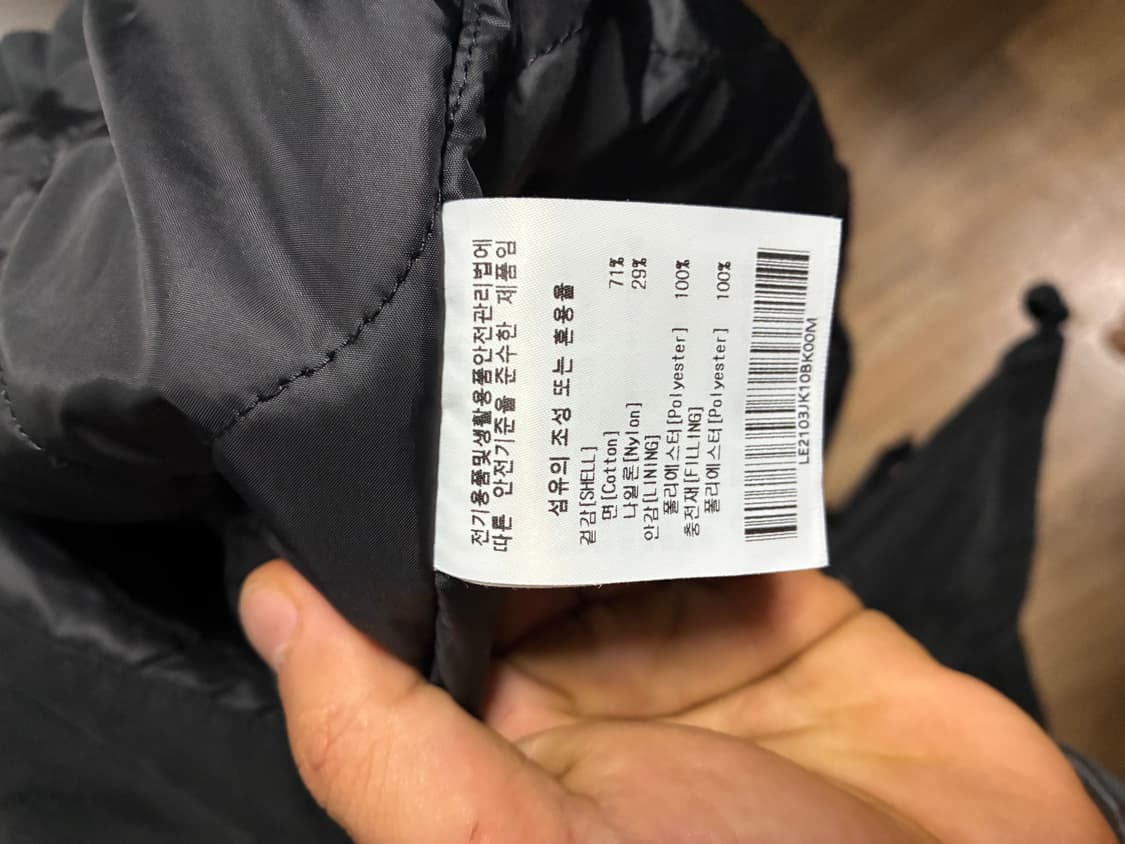 전기용품및생활용품안전관리법에
따른 안전기준을 준수한 제품임
섬유의 조성 또는 혼용율
겉감[SHELL]
면[Cotton] 71%
나일론[Nylon] 29%
안감[LINING]
폴리에스터[Polyester] 100%
충전재[FILLING]
폴리에스터[Polyester] 100%
LE2103JK10BK00M